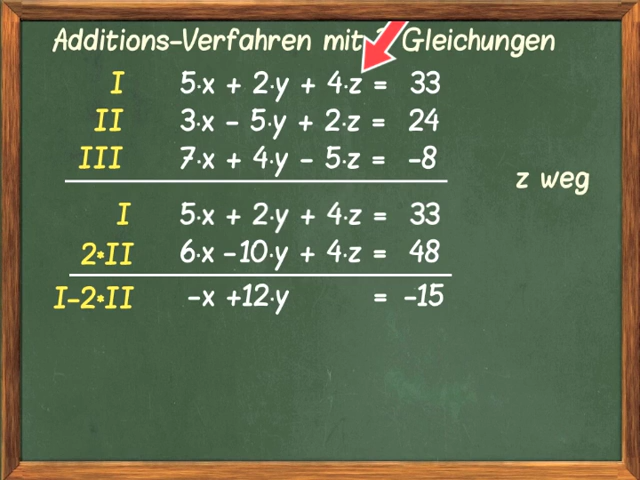 Additions-Verfahren mit Gleichungen
I 5·x + 2·y + 4·z = 33
II 3·x - 5·y + 2·z = 24
III 7·x + 4·y - 5·z = -8
z weg
I 5·x + 2·y + 4·z = 33
2*II 6·x -10·y + 4·z = 48
I-2*II -x +12·y = -15